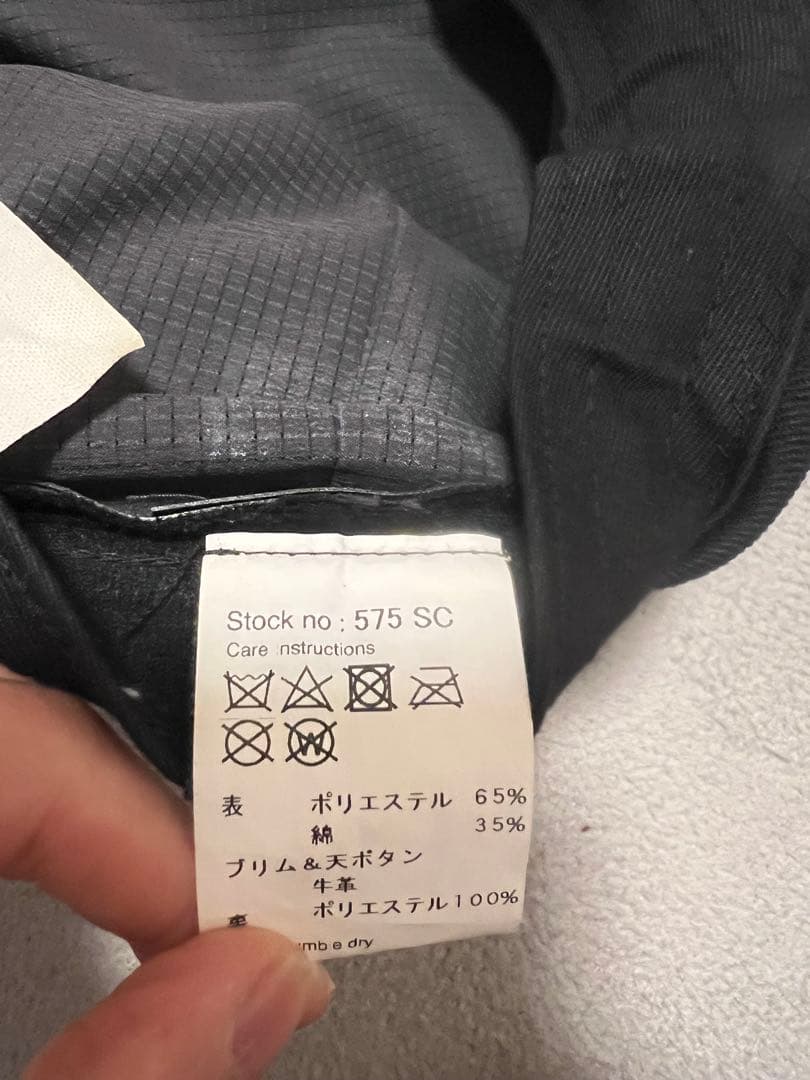 Stock no : 575 SC
Care nstructions
W
表 ポリエステル 65%
綿 35%
ブリム&天ボタン
牛革
裏 ポリエステル100%
dry